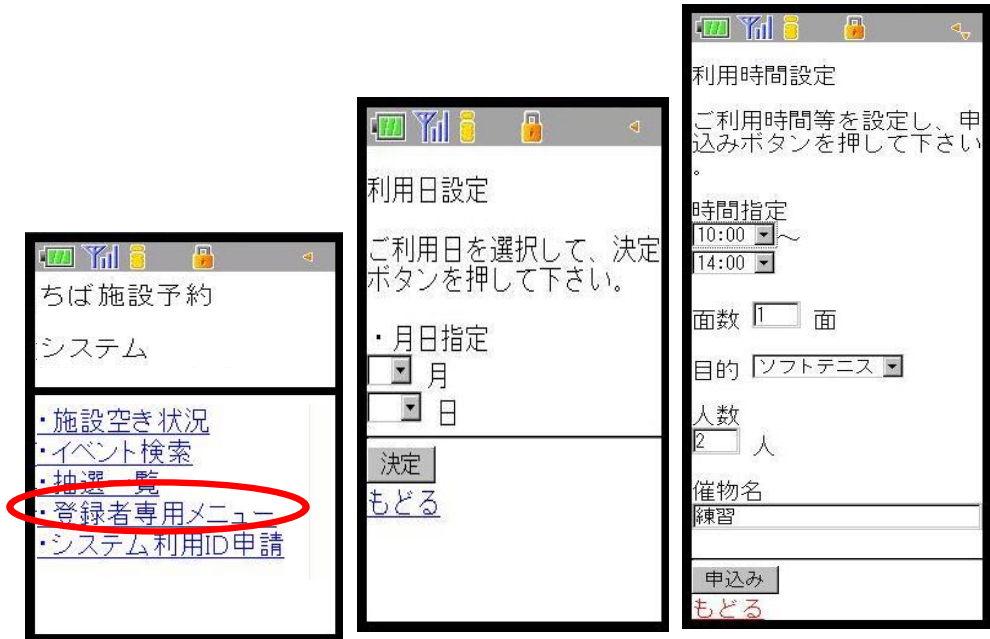 ちば施設予約
システム
・施設空き状況
・イベント検索
・抽選一覧
・登録者専用メニュー
・システム利用ID申請
利用日設定
ご利用日を選択して、決定
ボタンを押して下さい。
・月日指定
月
日
決定
もどる
利用時間設定
ご利用時間等を設定し、申
込みボタンを押して下さい
。
時間指定
10:00 ～
14:00
面数 1 面
目的 ソフトテニス
人数
2 人
催物名
練習
申込み
もどる